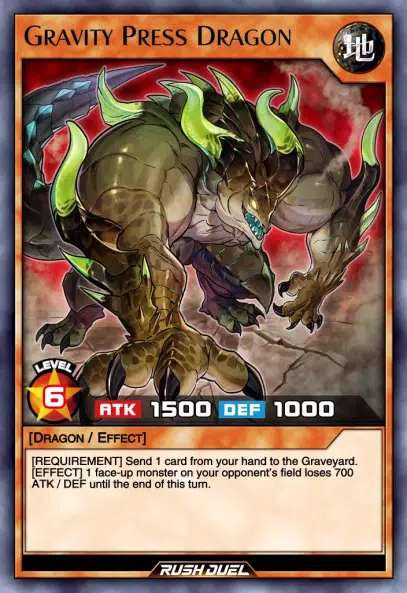 GRAVITY PRESS DRAGON
地
LEVEL
6
ATK 1500 DEF 1000
[DRAGON / EFFECT]
[REQUIREMENT] Send 1 card from your hand to the Graveyard.
[EFFECT] 1 face-up monster on your opponent's field loses 700
ATK / DEF until the end of this turn.
RUSH DUEL